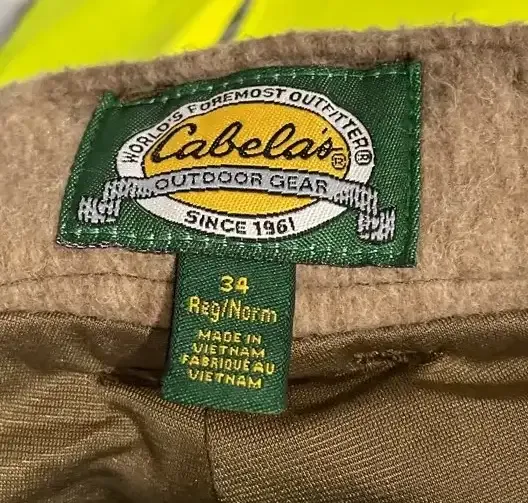 WORLD'S FOREMOST OUTFITTER®
Cabela's®
OUTDOOR GEAR
SINCE 1961
34
Reg/Norm
MADE IN
VIETNAM
FABRIQUÉ AU
VIETNAM